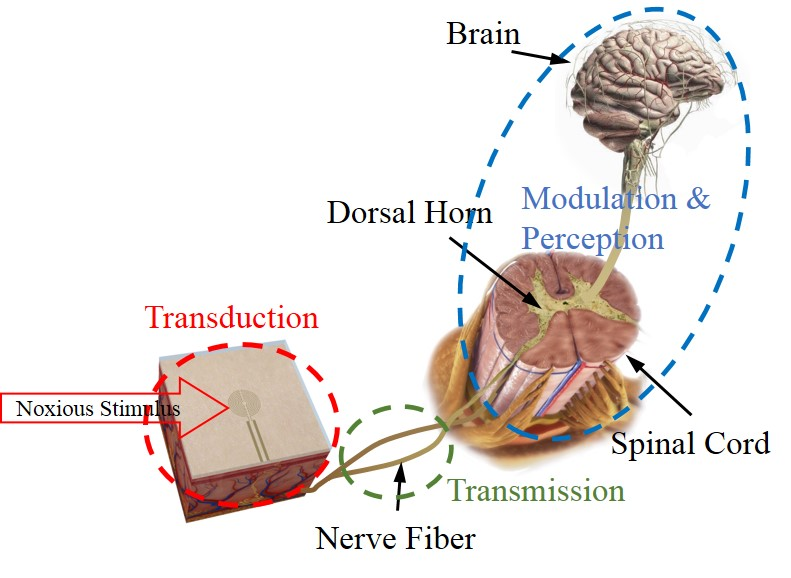 Brain
Dorsal Horn
Modulation &
Perception
Transduction
Noxious Stimulus
Spinal Cord
Transmission
Nerve Fiber